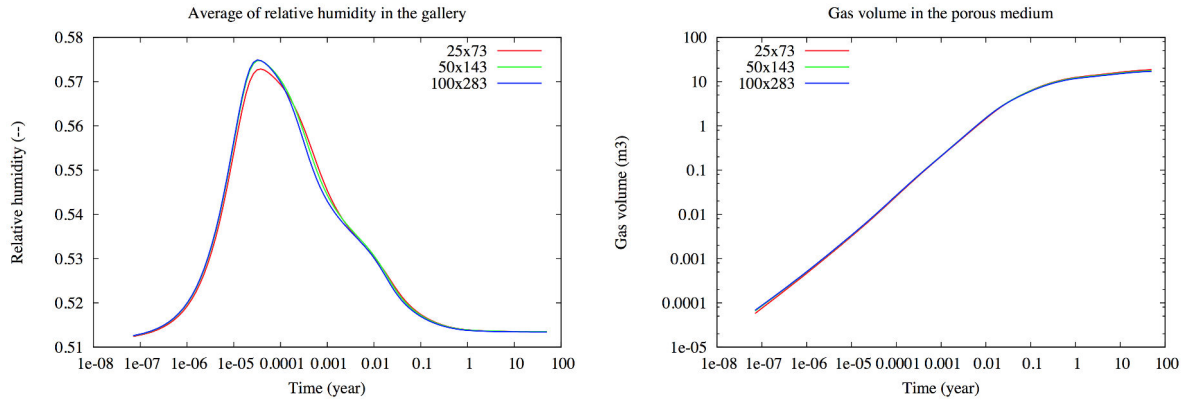 Average of relative humidity in the gallery
0.58
0.57
0.56
0.55
0.54
0.53
0.52
0.51
Relative humidity (--)
25x73
50x143
100x283
1e-08 1e-07 1e-06 1e-05 0.0001 0.001 0.01 0.1 1 10 100
Time (year)
Gas volume in the porous medium
100
10
1
0.1
0.01
0.001
0.0001
1e-05
Gas volume (m3)
25x73
50x143
100x283
1e-08 1e-07 1e-06 1e-05 0.0001 0.001 0.01 0.1 1 10 100
Time (year)